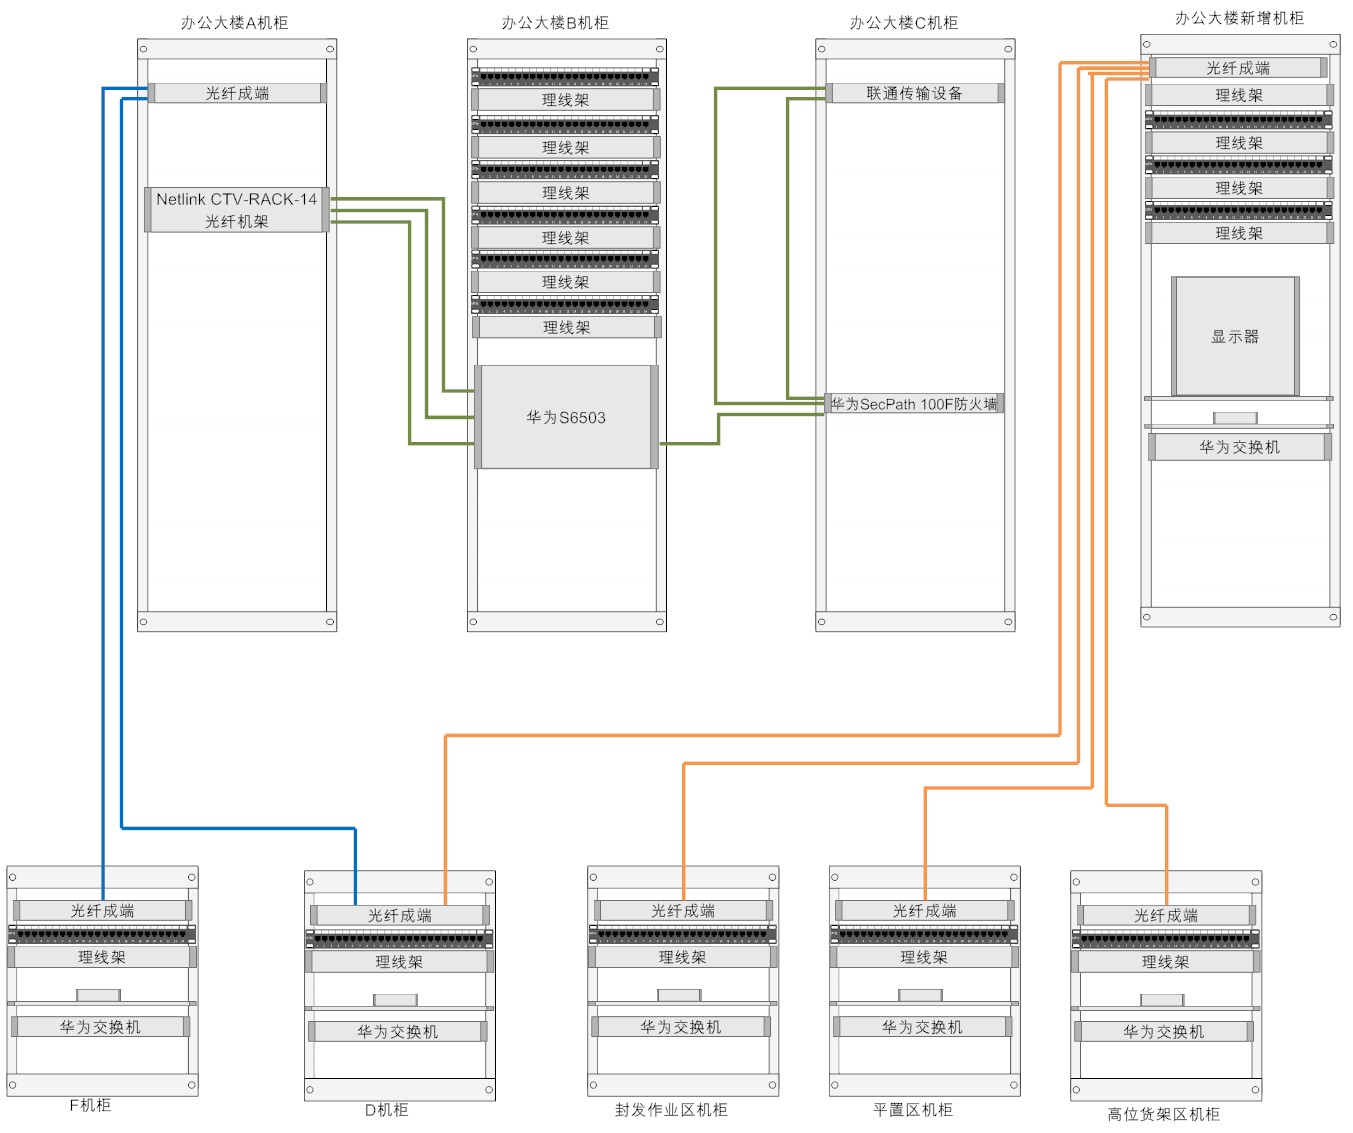 办公大楼A机柜
光纤成端
Netlink CTV-RACK-14
光纤机架
办公大楼B机柜
理线架
理线架
理线架
理线架
理线架
理线架
华为S6503
办公大楼C机柜
联通传输设备
华为SecPath 100F防火墙
办公大楼新增机柜
光纤成端
理线架
理线架
理线架
理线架
显示器
华为交换机
光纤成端
理线架
华为交换机
F机柜
光纤成端
理线架
华为交换机
D机柜
光纤成端
理线架
华为交换机
封发作业区机柜
光纤成端
理线架
华为交换机
平置区机柜
光纤成端
理线架
华为交换机
高位货架区机柜